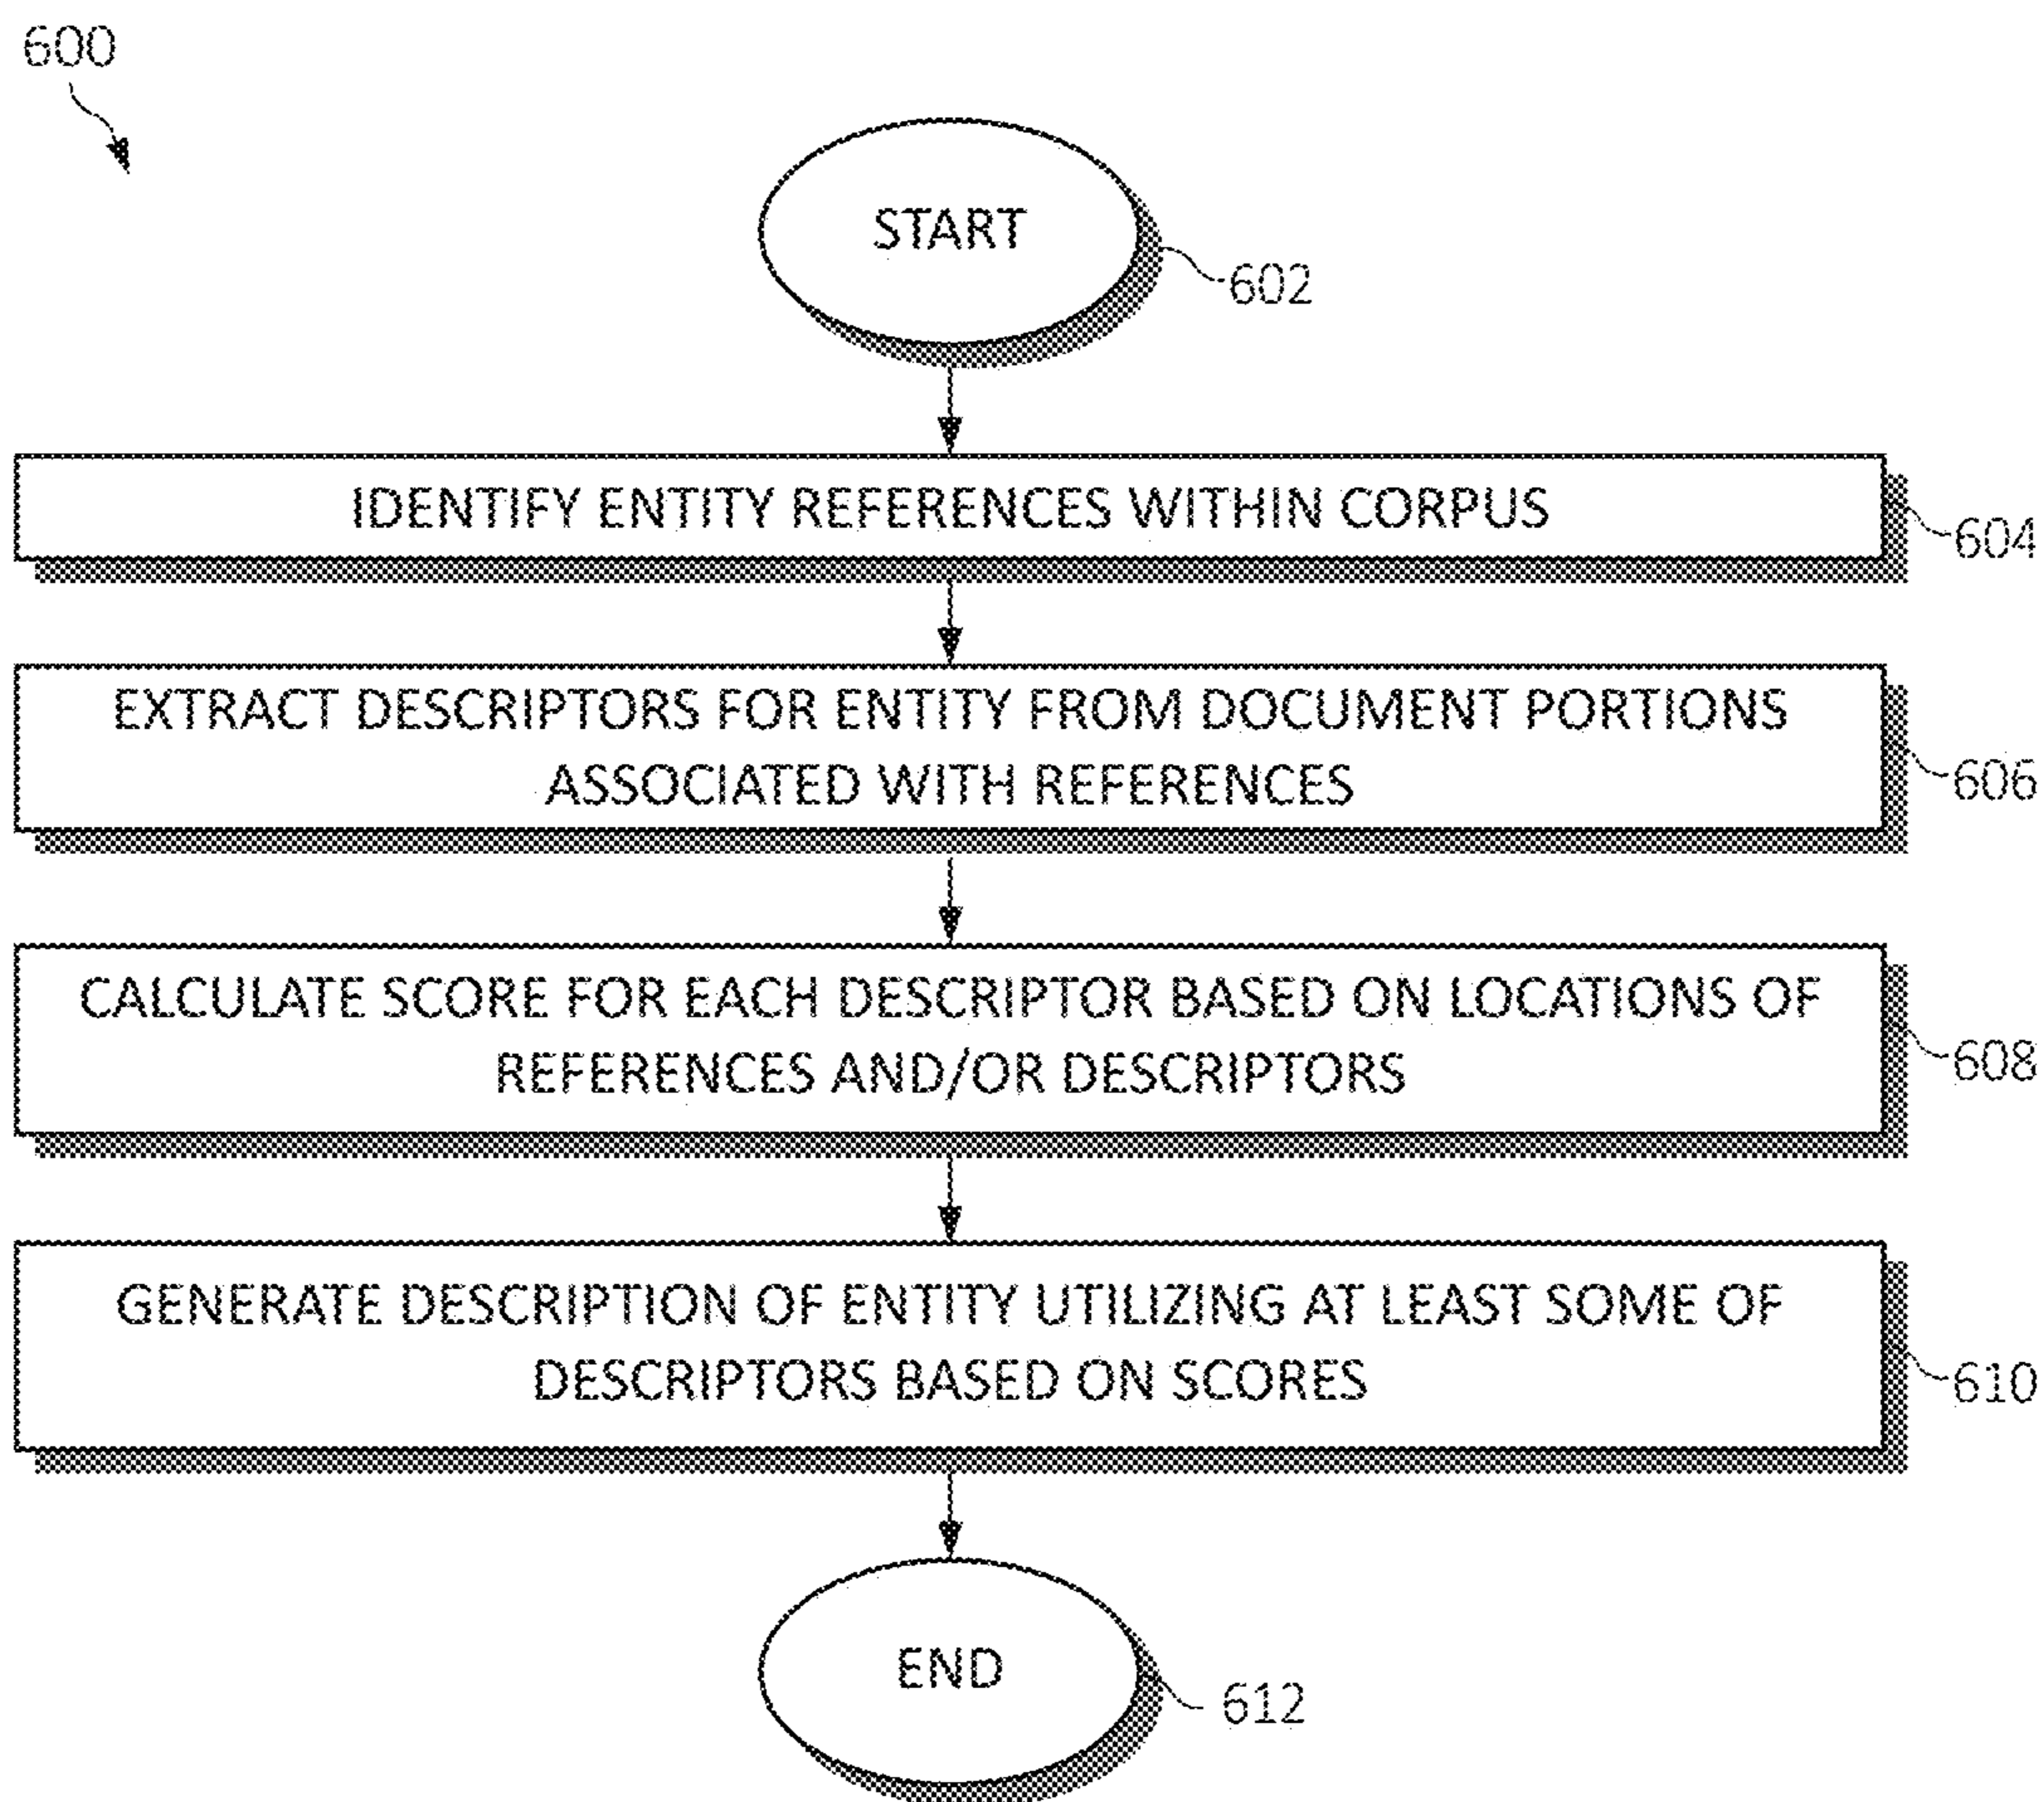 600
START
602
IDENTIFY ENTITY REFERENCES WITHIN CORPUS
604
EXTRACT DESCRIPTORS FOR ENTITY FROM DOCUMENT PORTIONS
ASSOCIATED WITH REFERENCES
606
CALCULATE SCORE FOR EACH DESCRIPTOR BASED ON LOCATIONS OF
REFERENCES AND/OR DESCRIPTORS
608
GENERATE DESCRIPTION OF ENTITY UTILIZING AT LEAST SOME OF
DESCRIPTORS BASED ON SCORES
610
END
612